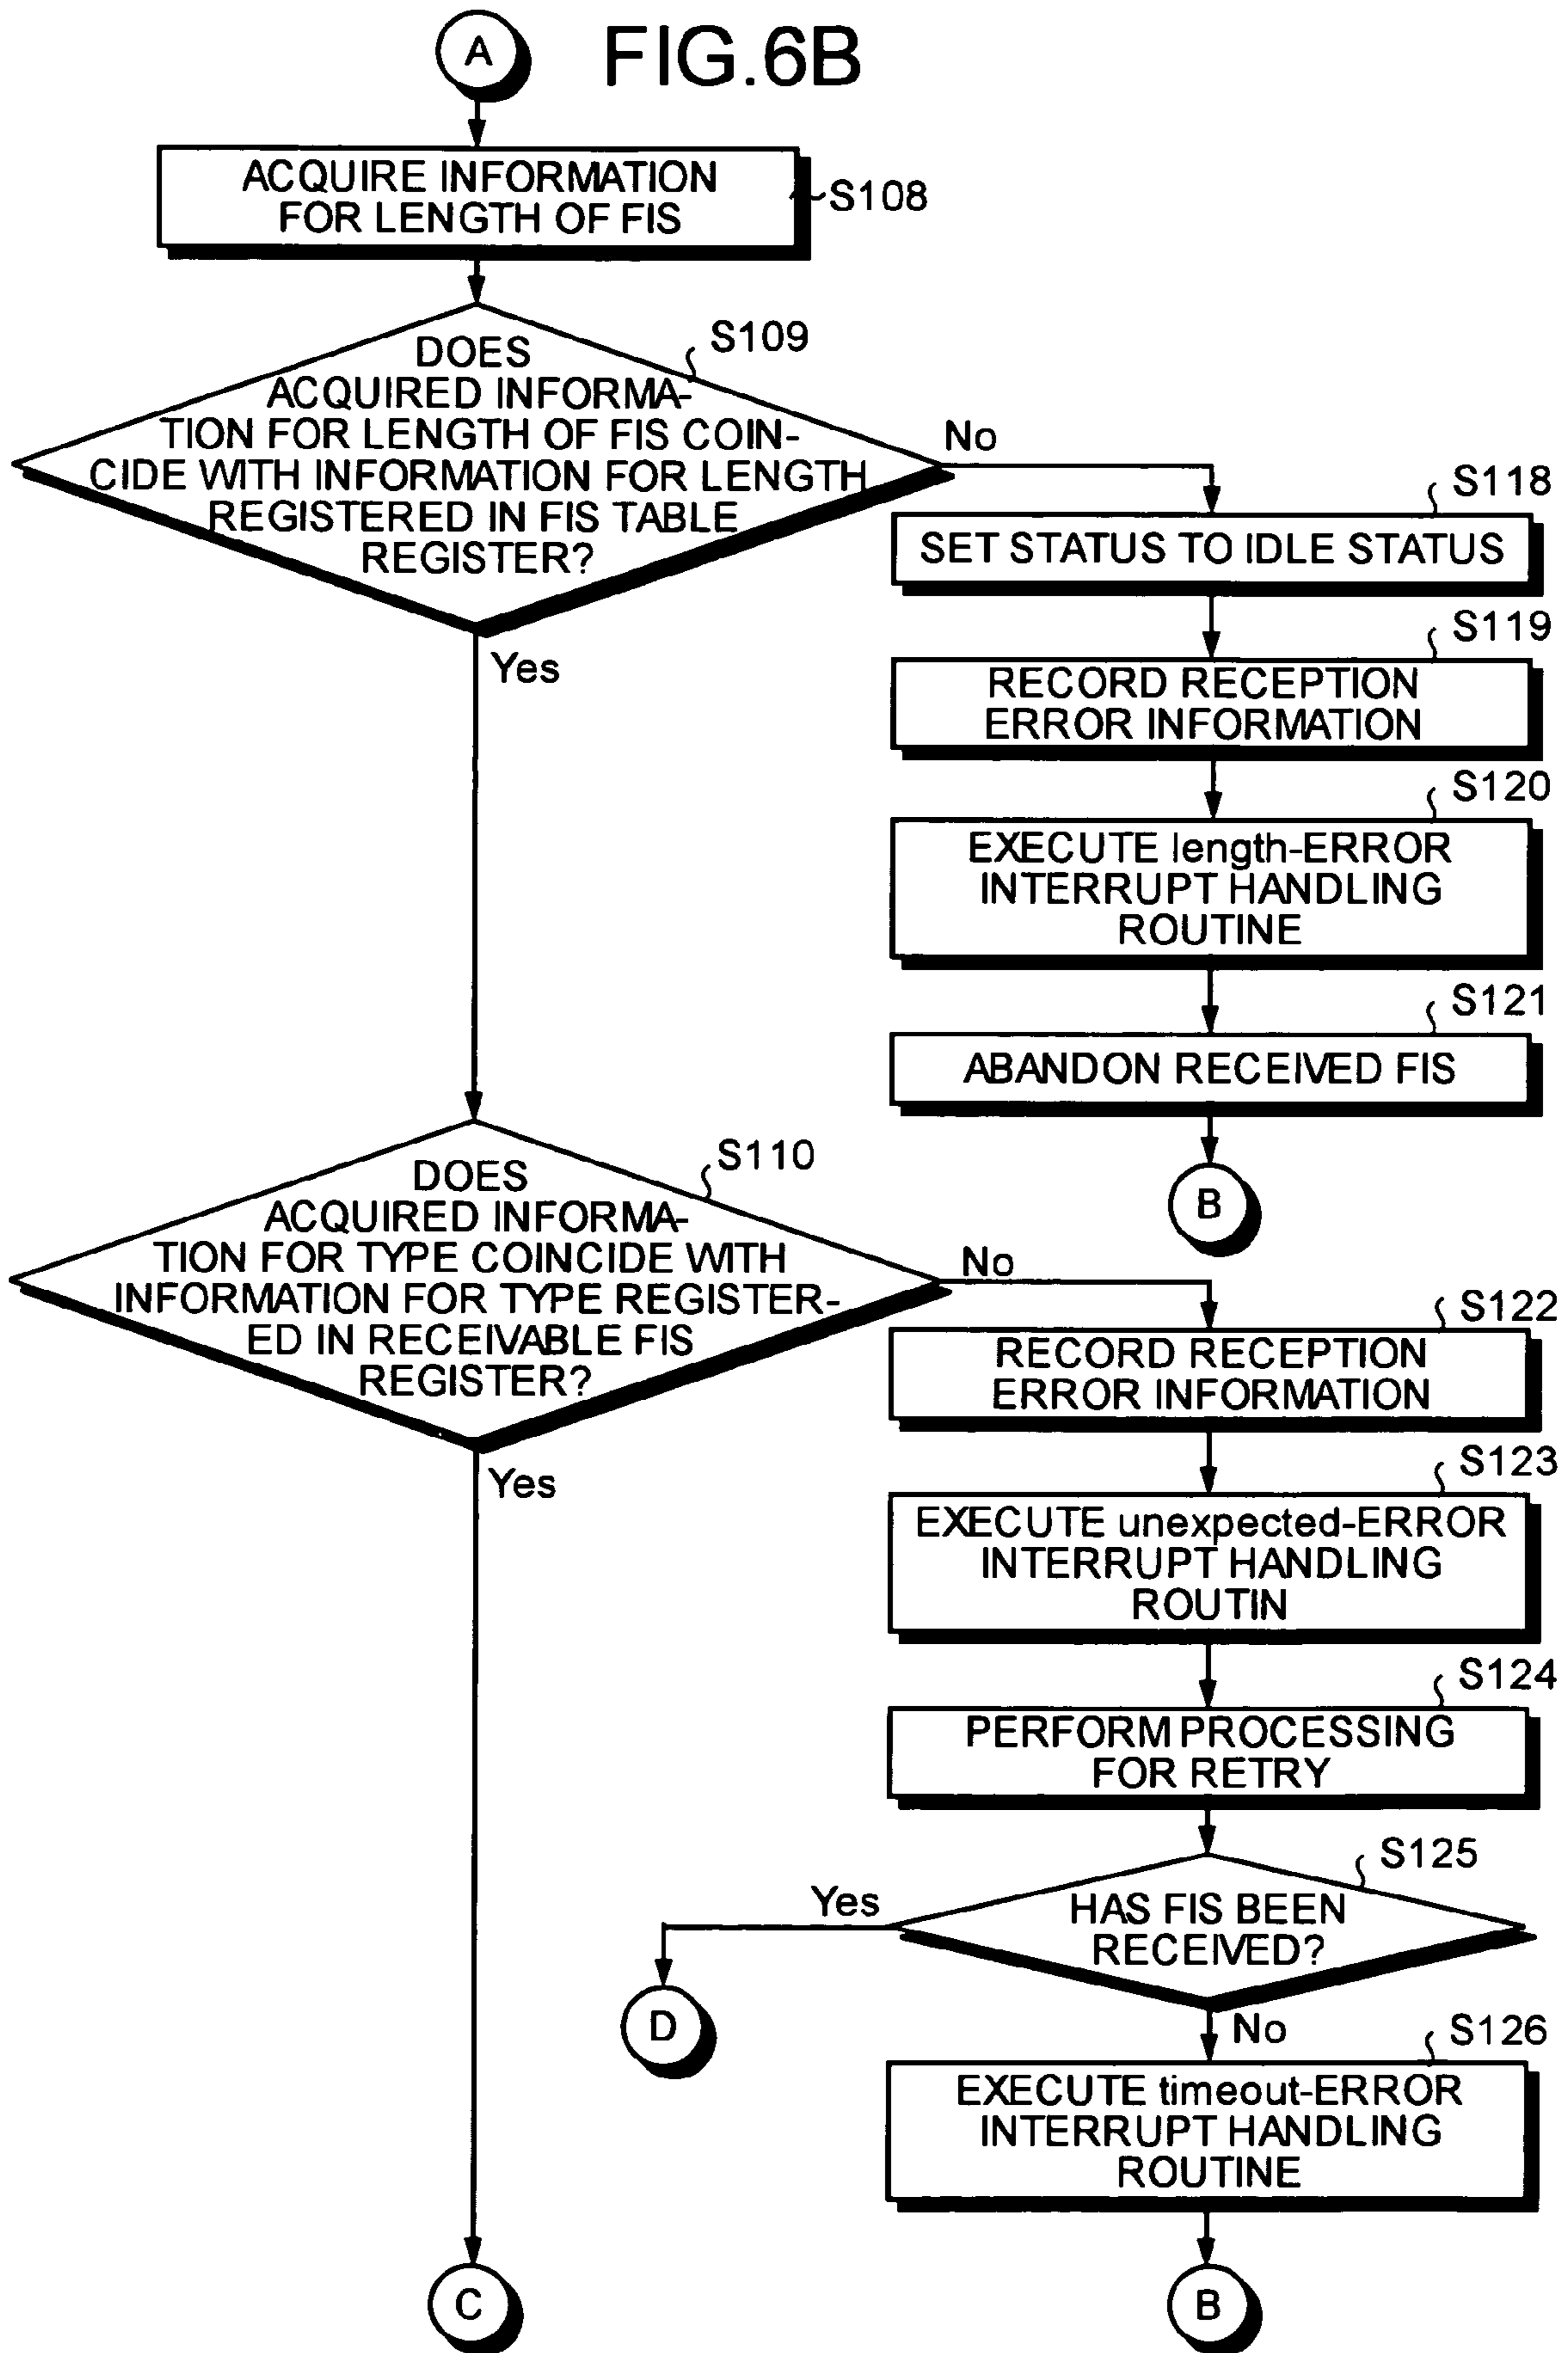 A
FIG.6B
ACQUIRE INFORMATION
FOR LENGTH OF FIS
S108
S109
DOES
ACQUIRED INFORMA-
TION FOR LENGTH OF FIS COIN-
CIDE WITH INFORMATION FOR LENGTH
REGISTERED IN FIS TABLE
REGISTER?
No
Yes
S118
SET STATUS TO IDLE STATUS
S119
RECORD RECEPTION
ERROR INFORMATION
S120
EXECUTE length-ERROR
INTERRUPT HANDLING
ROUTINE
S121
ABANDON RECEIVED FIS
B
S110
DOES
ACQUIRED INFORMA-
TION FOR TYPE COINCIDE WITH
INFORMATION FOR TYPE REGISTER-
ED IN RECEIVABLE FIS
REGISTER?
No
Yes
S122
RECORD RECEPTION
ERROR INFORMATION
S123
EXECUTE unexpected-ERROR
INTERRUPT HANDLING
ROUTIN
S124
PERFORM PROCESSING
FOR RETRY
S125
HAS FIS BEEN
RECEIVED?
Yes
D
No
S126
EXECUTE timeout-ERROR
INTERRUPT HANDLING
ROUTINE
C
B